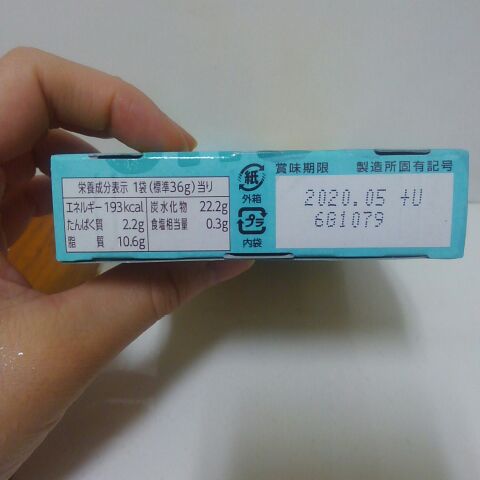 栄養成分表示 1袋(標準36g)当り
エネルギー 193kcal 炭水化物 22.2g
たんぱく質 2.2g 食塩相当量 0.3g
脂質 10.6g
紙
外箱
プラ
内袋
賞味期限 製造所固有記号
2020.05 +U
6G1079